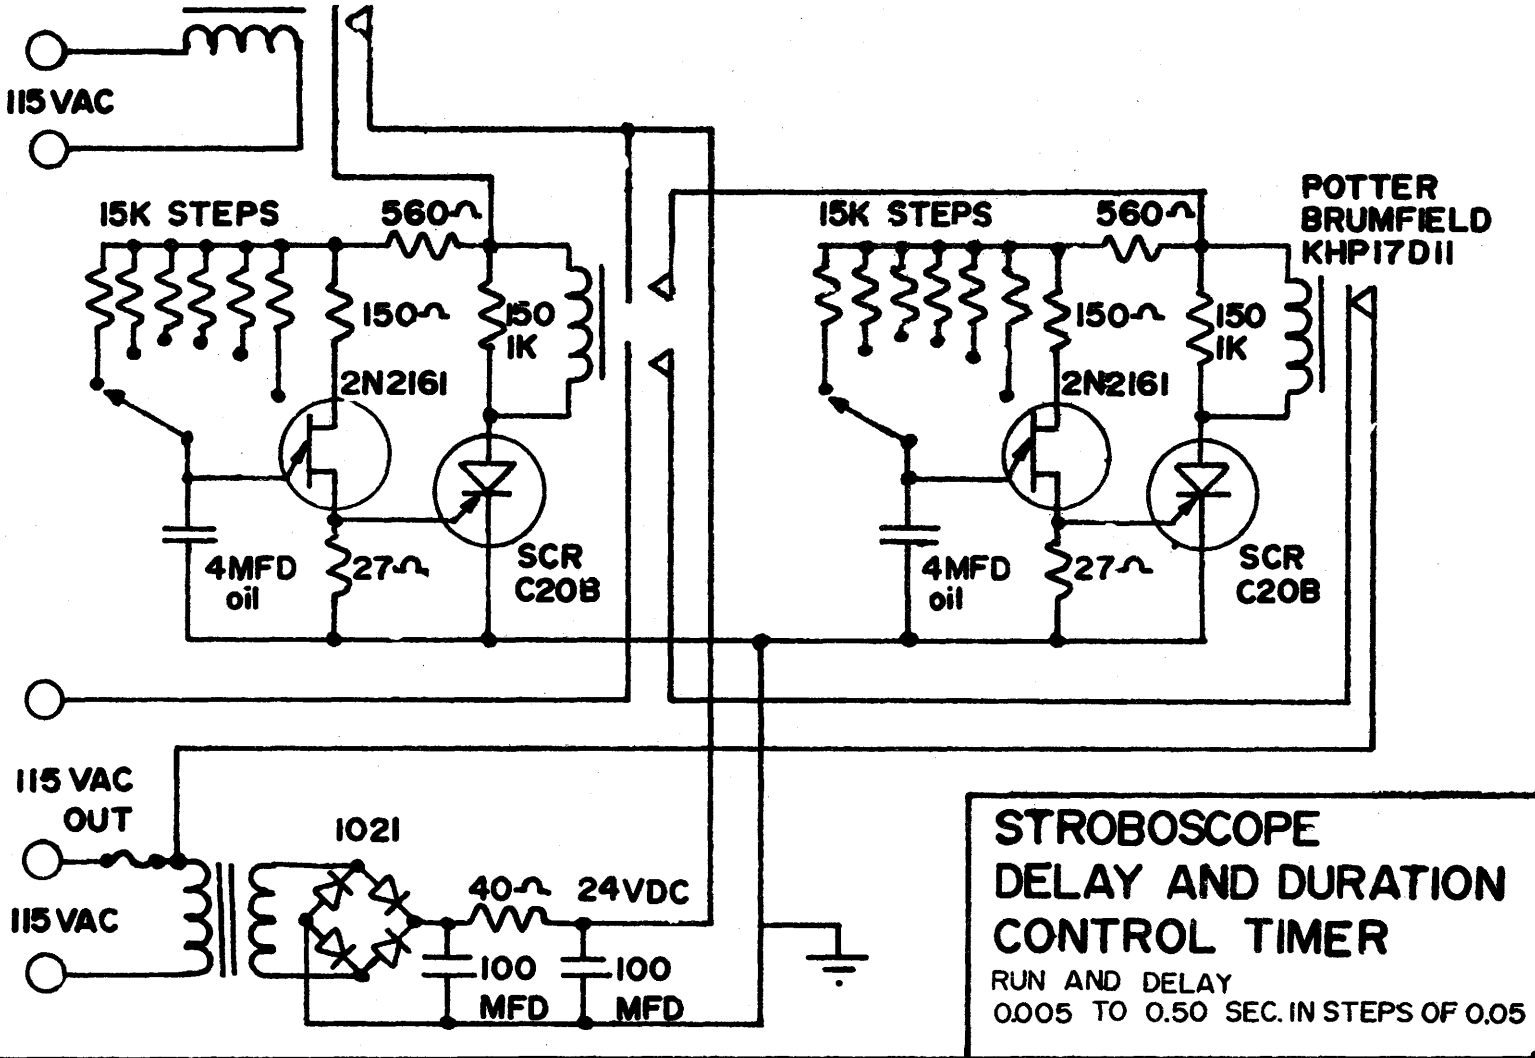 115 VAC
15K STEPS
560Ω
150Ω
150
1K
2N2161
4MFD
oil
27Ω
SCR
C20B
15K STEPS
560Ω
POTTER
BRUMFIELD
KHP17D11
150Ω
150
1K
2N2161
4MFD
oil
27Ω
SCR
C20B
115 VAC
OUT
115 VAC
1021
40Ω
24VDC
100
MFD
100
MFD
STROBOSCOPE
DELAY AND DURATION
CONTROL TIMER
RUN AND DELAY
0.005 TO 0.50 SEC. IN STEPS OF 0.05